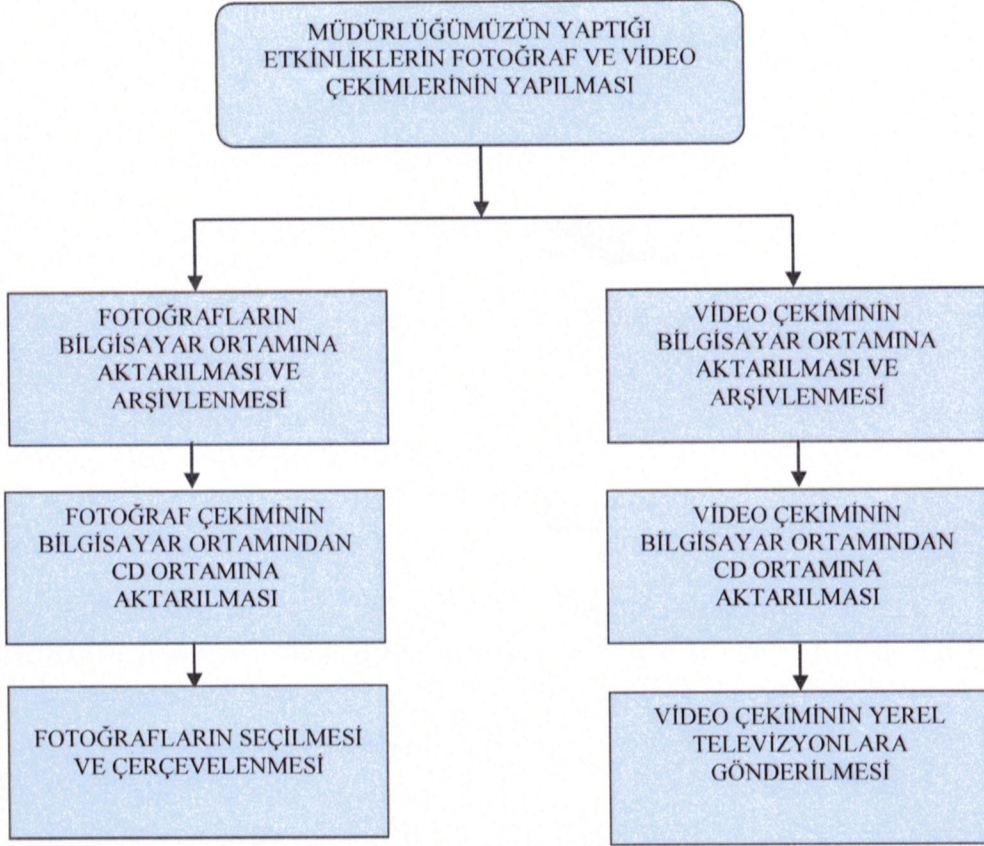 MÜDÜRLÜĞÜMÜZÜN YAPTIĞI
ETKİNLİKLERİN FOTOĞRAF VE VİDEO
ÇEKİMLERİNİN YAPILMASI
FOTOĞRAFLARIN
BİLGİSAYAR ORTAMINA
AKTARILMASI VE
ARŞİVLENMESİ
VİDEO ÇEKİMİNİN
BİLGİSAYAR ORTAMINA
AKTARILMASI VE
ARŞİVLENMESİ
FOTOĞRAF ÇEKİMİNİN
BİLGİSAYAR ORTAMINDAN
CD ORTAMINA
AKTARILMASI
VİDEO ÇEKİMİNİN
BİLGİSAYAR ORTAMINDAN
CD ORTAMINA
AKTARILMASI
FOTOĞRAFLARIN SEÇİLMESİ
VE ÇERÇEVELENMESİ
VİDEO ÇEKİMİNİN YEREL
TELEVİZYONLARA
GÖNDERİLMESİ